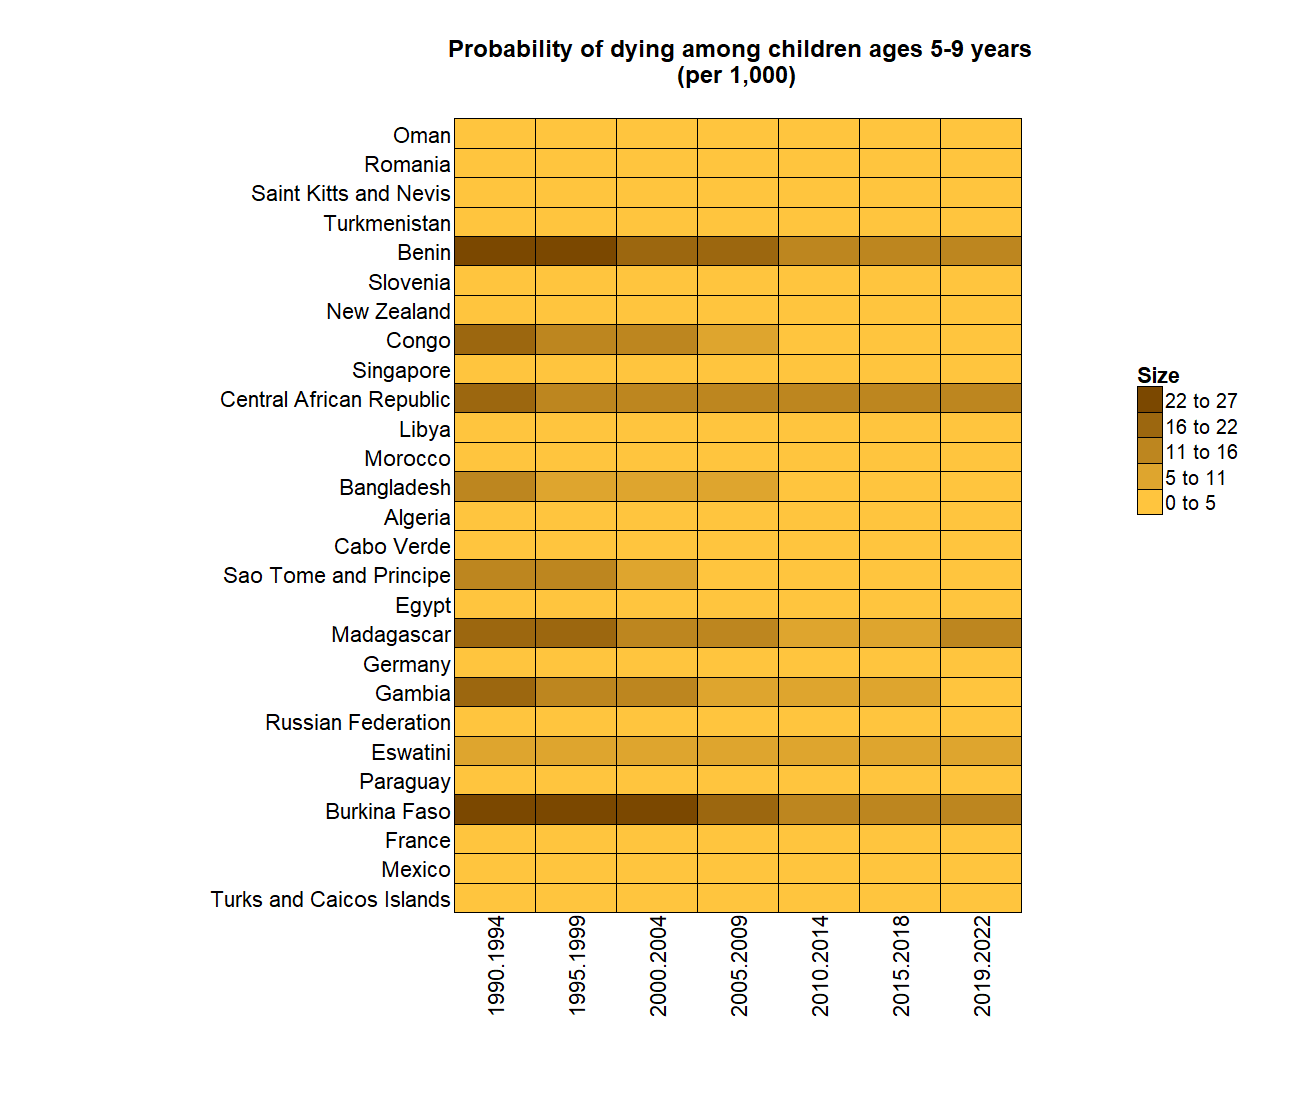 Probability of dying among children ages 5-9 years
(per 1,000)
Oman
Romania
Saint Kitts and Nevis
Turkmenistan
Benin
Slovenia
New Zealand
Congo
Singapore
Central African Republic
Libya
Morocco
Bangladesh
Algeria
Cabo Verde
Sao Tome and Principe
Egypt
Madagascar
Germany
Gambia
Russian Federation
Eswatini
Paraguay
Burkina Faso
France
Mexico
Turks and Caicos Islands
1990.1994
1995.1999
2000.2004
2005.2009
2010.2014
2015.2018
2019.2022
Size
22 to 27
16 to 22
11 to 16
5 to 11
0 to 5